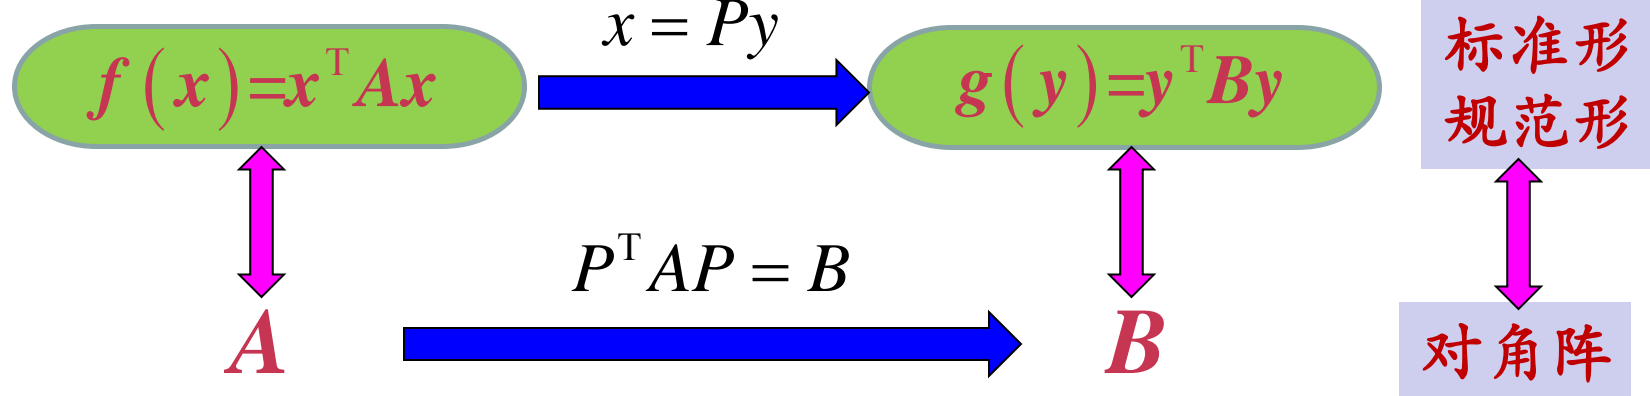 x = Py
f(x)=xᵀAx
g(y)=yᵀBy
标准形
规范形
PᵀAP = B
A
B
对角阵